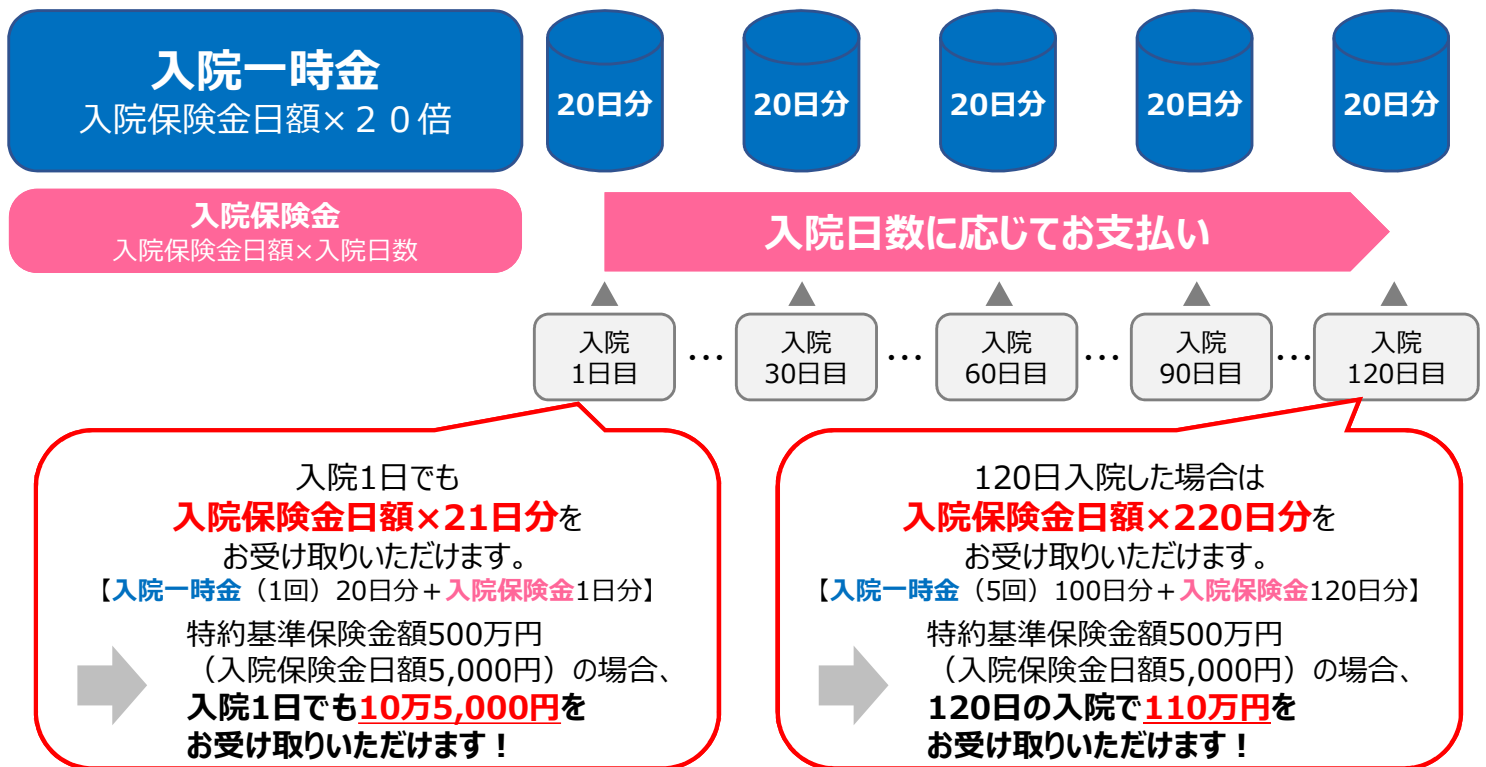 入院一時金
入院保険金日額×２０倍
20日分
20日分
20日分
20日分
20日分
入院保険金
入院保険金日額×入院日数
入院日数に応じてお支払い
入院
1日目
…
入院
30日目
…
入院
60日目
…
入院
90日目
…
入院
120日目
入院1日でも
入院保険金日額×21日分を
お受け取りいただけます。
【入院一時金（1回）20日分＋入院保険金1日分】
特約基準保険金額500万円
（入院保険金日額5,000円）の場合、
入院1日でも10万5,000円を
お受け取りいただけます！
120日入院した場合は
入院保険金日額×220日分を
お受け取りいただけます。
【入院一時金（5回）100日分＋入院保険金120日分】
特約基準保険金額500万円
（入院保険金日額5,000円）の場合、
120日の入院で110万円を
お受け取りいただけます！